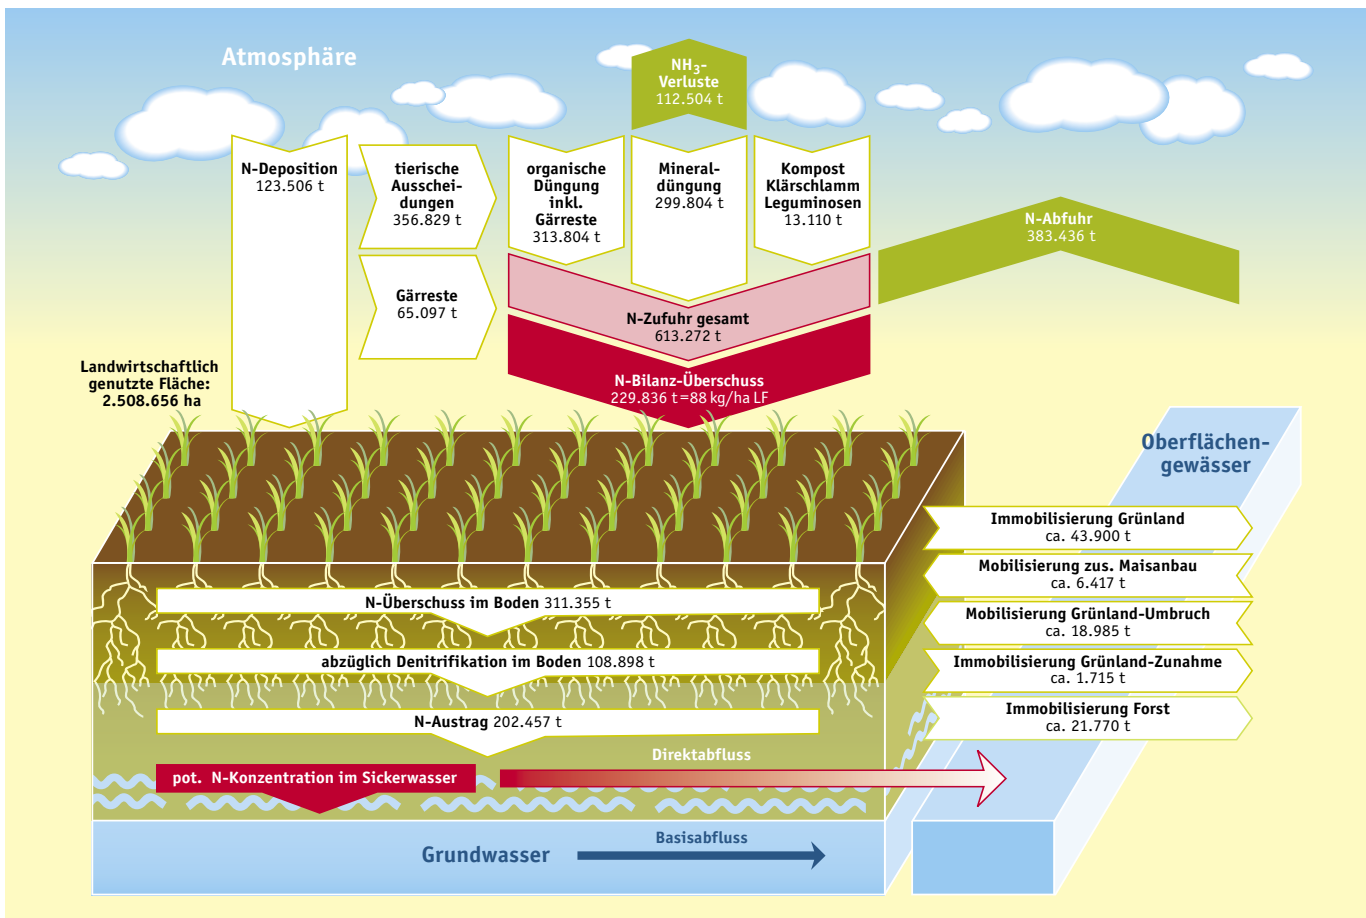 Atmosphäre
NH₃-
Verluste
112.504 t
N-Deposition
123.506 t
tierische
Ausschei-
dungen
356.829 t
organische
Düngung
inkl.
Gärreste
313.804 t
Mineral-
düngung
299.804 t
Kompost
Klärschlamm
Leguminosen
13.110 t
N-Abfuhr
383.436 t
Gärreste
65.097 t
N-Zufuhr gesamt
613.272 t
Landwirtschaftlich
genutzte Fläche:
2.508.656 ha
N-Bilanz-Überschuss
229.836 t=88 kg/ha LF
Oberflächen-
gewässer
Immobilisierung Grünland
ca. 43.900 t
Mobilisierung zus. Maisanbau
ca. 6.417 t
Mobilisierung Grünland-Umbruch
ca. 18.985 t
Immobilisierung Grünland-Zunahme
ca. 1.715 t
Immobilisierung Forst
ca. 21.770 t
N-Überschuss im Boden 311.355 t
abzüglich Denitrifikation im Boden 108.898 t
N-Austrag 202.457 t
Direktabfluss
pot. N-Konzentration im Sickerwasser
Basisabfluss
Grundwasser